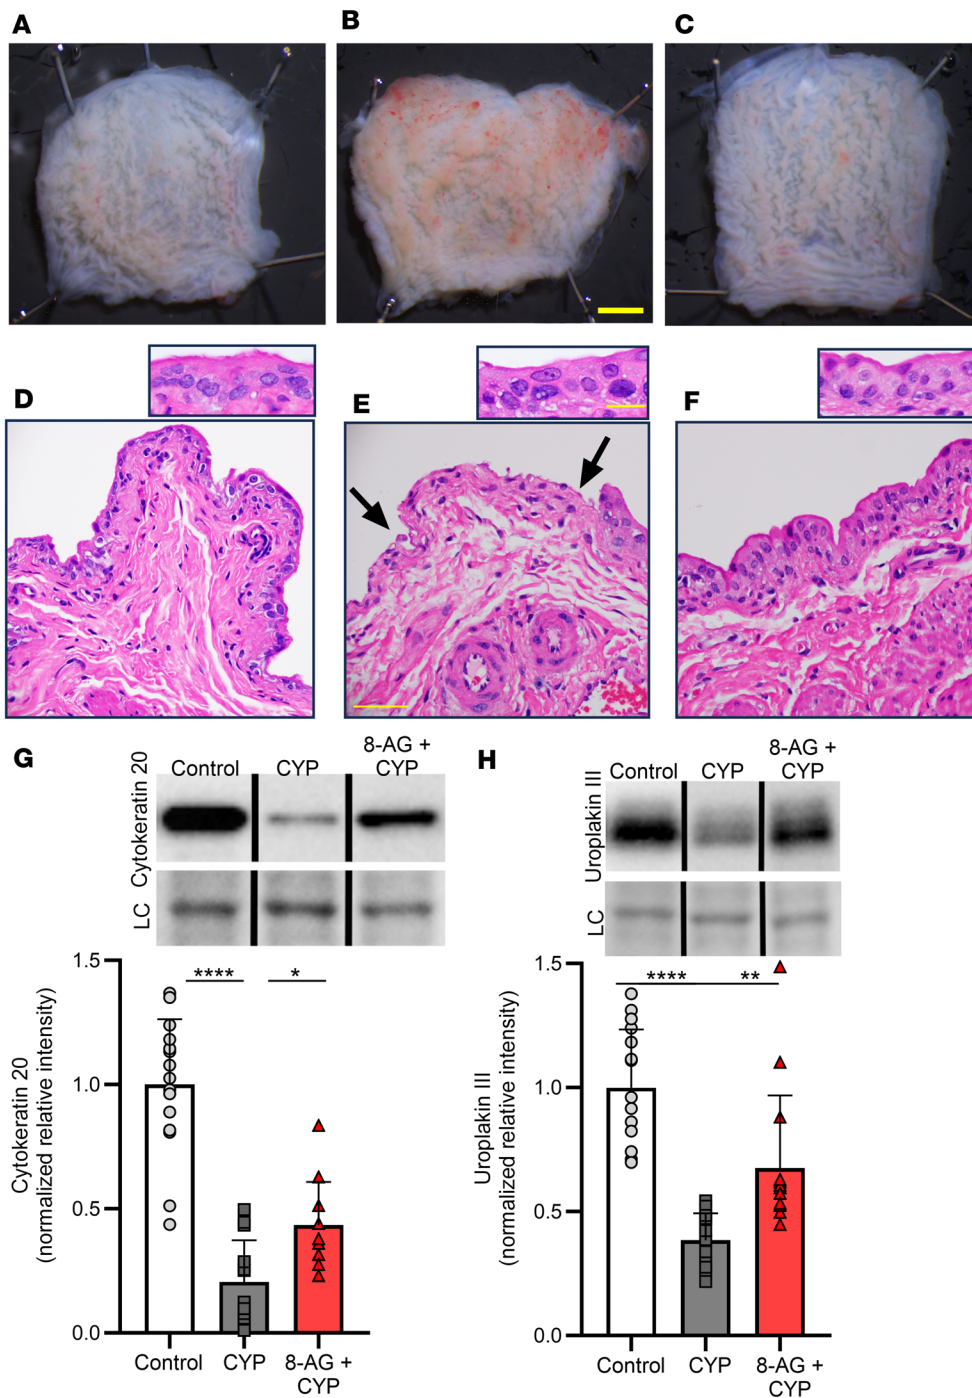 A
B
C
D
E
F
G
Cytokeratin 20
Control
CYP
8-AG +
CYP
LC
H
Uroplakin III
Control
CYP
8-AG +
CYP
LC
Cytokeratin 20
(normalized relative intensity)
1.5
1.0
0.5
0.0
****
*
Control
CYP
8-AG +
CYP
Uroplakin III
(normalized relative intensity)
1.5
1.0
0.5
0.0
****
**
Control
CYP
8-AG +
CYP